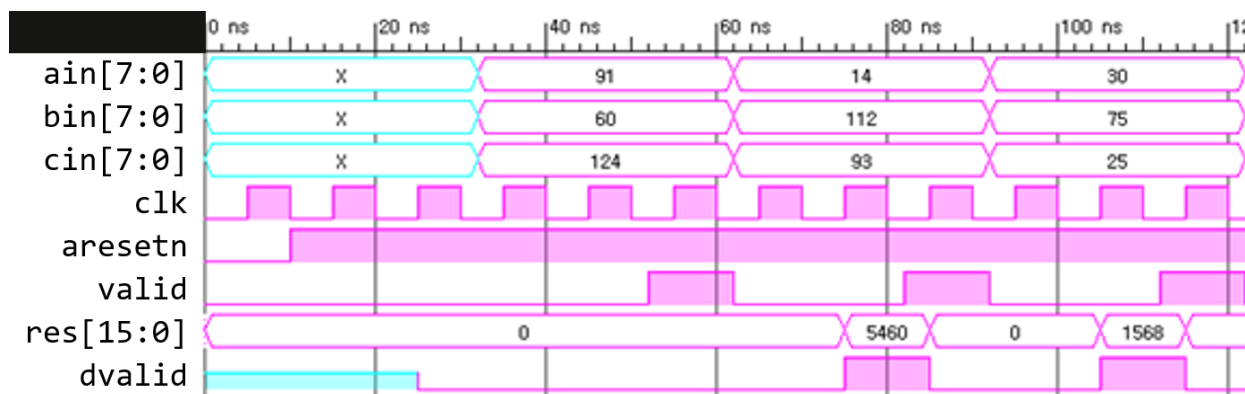 0 ns 20 ns 40 ns 60 ns 80 ns 100 ns 12
ain[7:0] X 91 14 30
bin[7:0] X 60 112 75
cin[7:0] X 124 93 25
clk
aresetn
valid
res[15:0] 0 5460 0 1568
dvalid